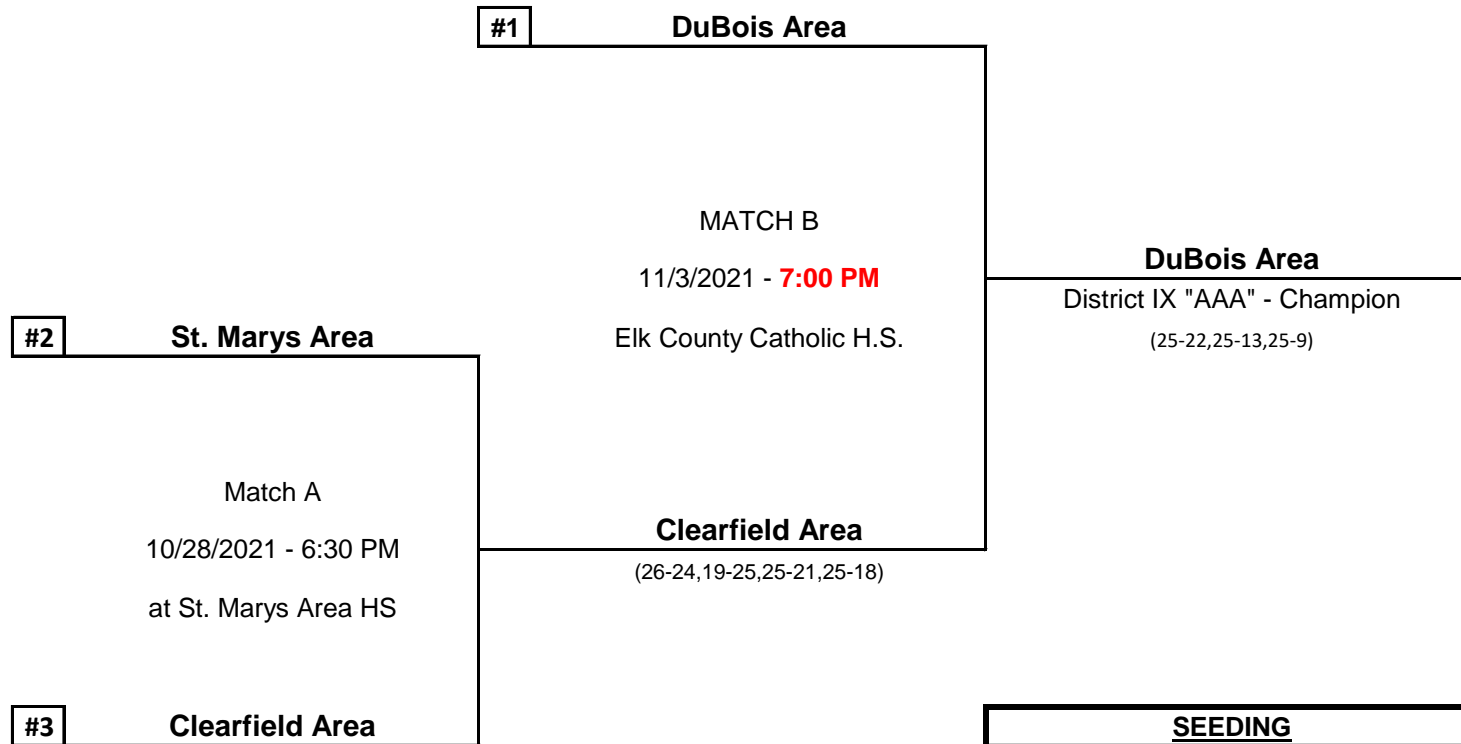 #1 DuBois Area
MATCH B
11/3/2021 - 7:00 PM
Elk County Catholic H.S.
DuBois Area
District IX "AAA" - Champion
(25-22,25-13,25-9)
#2 St. Marys Area
Match A
10/28/2021 - 6:30 PM
at St. Marys Area HS
Clearfield Area
(26-24,19-25,25-21,25-18)
#3 Clearfield Area
SEEDING